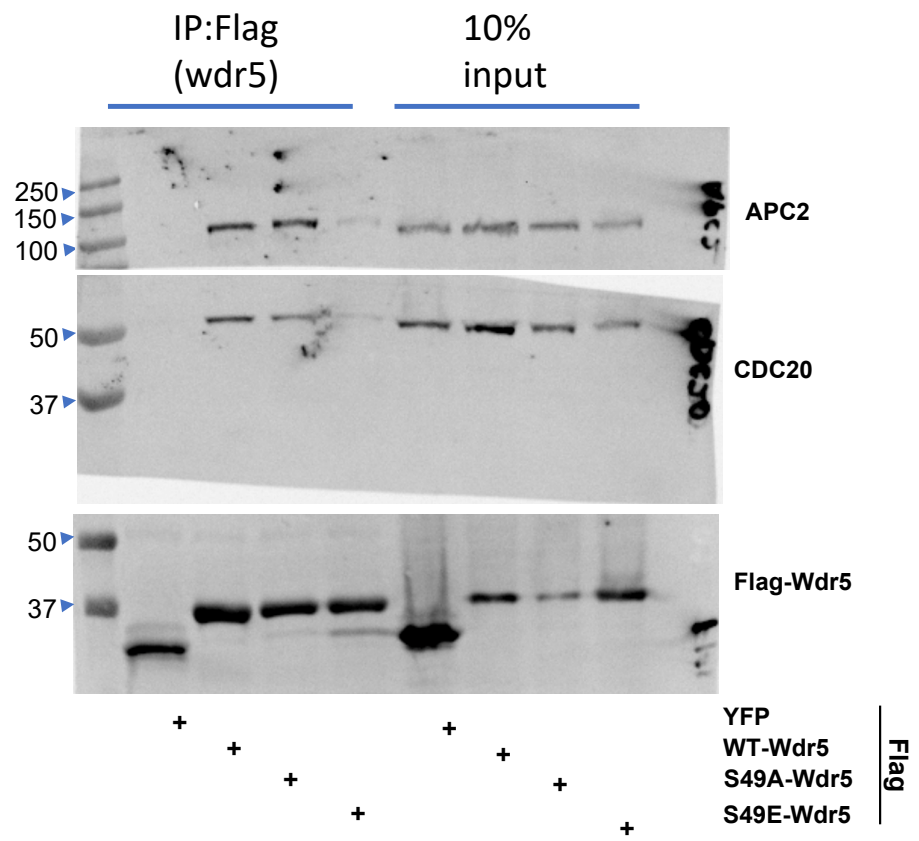 IP:Flag
(wdr5)
10%
input
250
150
100
APC2
50
37
CDC20
50
37
Flag-Wdr5
+ + YFP
+ + WT-Wdr5
+ + S49A-Wdr5
+ + S49E-Wdr5
Flag